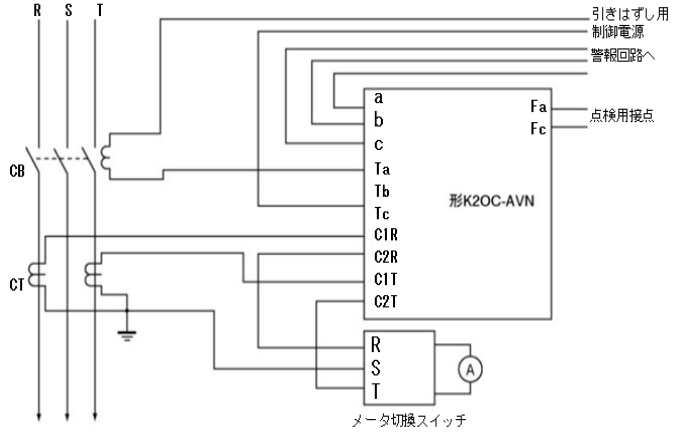 R S T
引きはずし用
制御電源
警報回路へ
a
b
c
Ta
Tb
Tc
C1R
C2R
C1T
C2T
Fa
Fc
点検用接点
形K2OC-AVN
CB
CT
R
S
T
A
メータ切換スイッチ